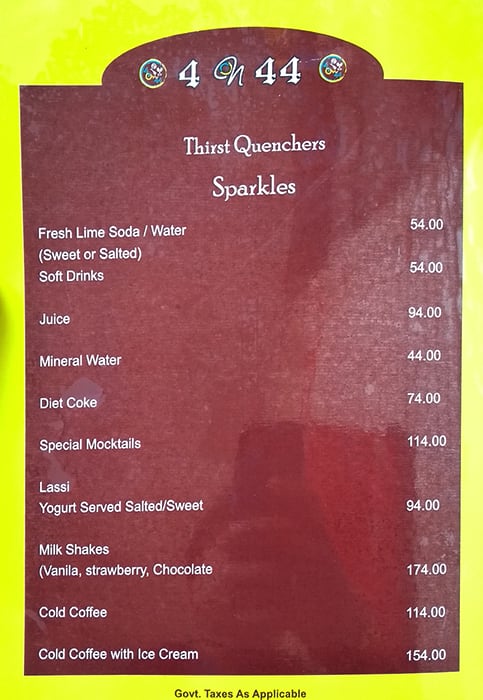 4 N 44
Thirst Quenchers
Sparkles
Fresh Lime Soda / Water 54.00
(Sweet or Salted)
Soft Drinks 54.00
Juice 94.00
Mineral Water 44.00
Diet Coke 74.00
Special Mocktails 114.00
Lassi
Yogurt Served Salted/Sweet 94.00
Milk Shakes
(Vanila, strawberry, Chocolate 174.00
Cold Coffee 114.00
Cold Coffee with Ice Cream 154.00
Govt. Taxes As Applicable